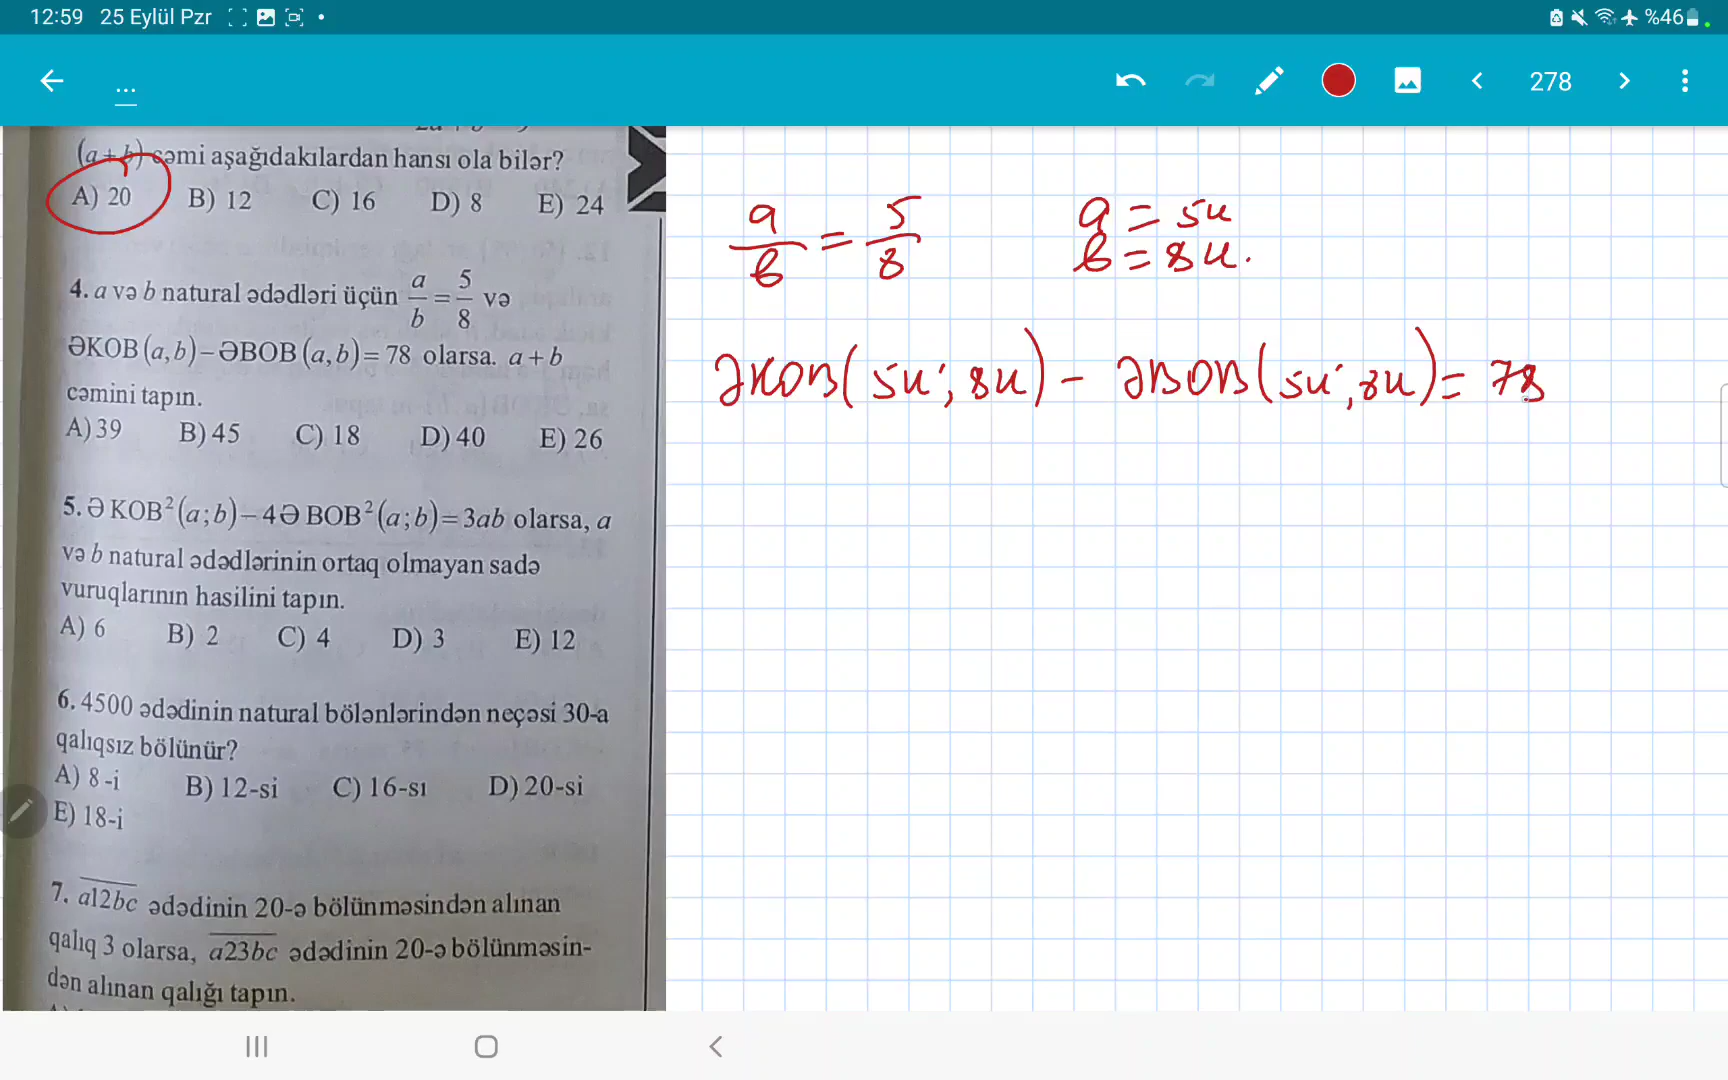 12:59 25 Eylül Pzr
%46
...
278
(a+b) cəmi aşağıdakılardan hansı ola bilər?
A) 20 B) 12 C) 16 D) 8 E) 24
4. a və b natural ədədləri üçün a/b = 5/8 və
ƏKOB(a,b)−ƏBOB(a,b)=78 olarsa. a+b
cəmini tapın.
A) 39 B) 45 C) 18 D) 40 E) 26
5. ƏKOB²(a;b)−4ƏBOB²(a;b)=3ab olarsa, a
və b natural ədədlərinin ortaq olmayan sadə
vuruqlarının hasilini tapın.
A) 6 B) 2 C) 4 D) 3 E) 12
6. 4500 ədədinin natural bölənlərindən neçəsi 30-a
qalıqsız bölünür?
A) 8-i B) 12-si C) 16-sı D) 20-si
E) 18-i
7. a12bc ədədinin 20-ə bölünməsindən alınan
qalıq 3 olarsa, a23bc ədədinin 20-ə bölünməsin-
dən alınan qalığı tapın.
a/b = 5/8 a = 5u
b = 8u.
ƏKOB(5u; 8u) − ƏBOB(5u; 8u) = 78